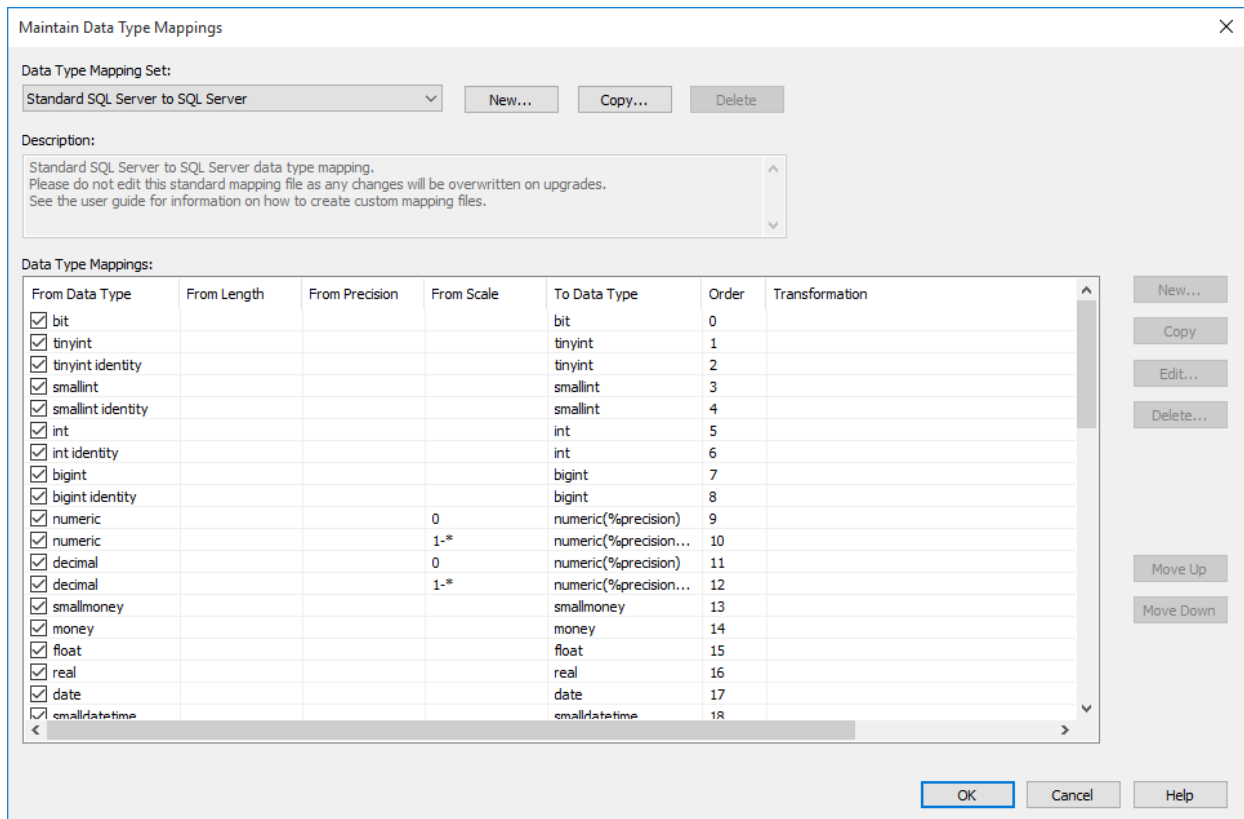 Maintain Data Type Mappings
Data Type Mapping Set:
Standard SQL Server to SQL Server New... Copy... Delete
Description:
Standard SQL Server to SQL Server data type mapping.
Please do not edit this standard mapping file as any changes will be overwritten on upgrades.
See the user guide for information on how to create custom mapping files.
Data Type Mappings:
From Data Type From Length From Precision From Scale To Data Type Order Transformation
bit bit 0
tinyint tinyint 1
tinyint identity tinyint 2
smallint smallint 3
smallint identity smallint 4
int int 5
int identity int 6
bigint bigint 7
bigint identity bigint 8
numeric 0 numeric(%precision) 9
numeric 1-* numeric(%precision... 10
decimal 0 numeric(%precision) 11
decimal 1-* numeric(%precision... 12
smallmoney smallmoney 13
money money 14
float float 15
real real 16
date date 17
smalldatetime smalldatetime 18
New...
Copy
Edit...
Delete...
Move Up
Move Down
OK Cancel Help